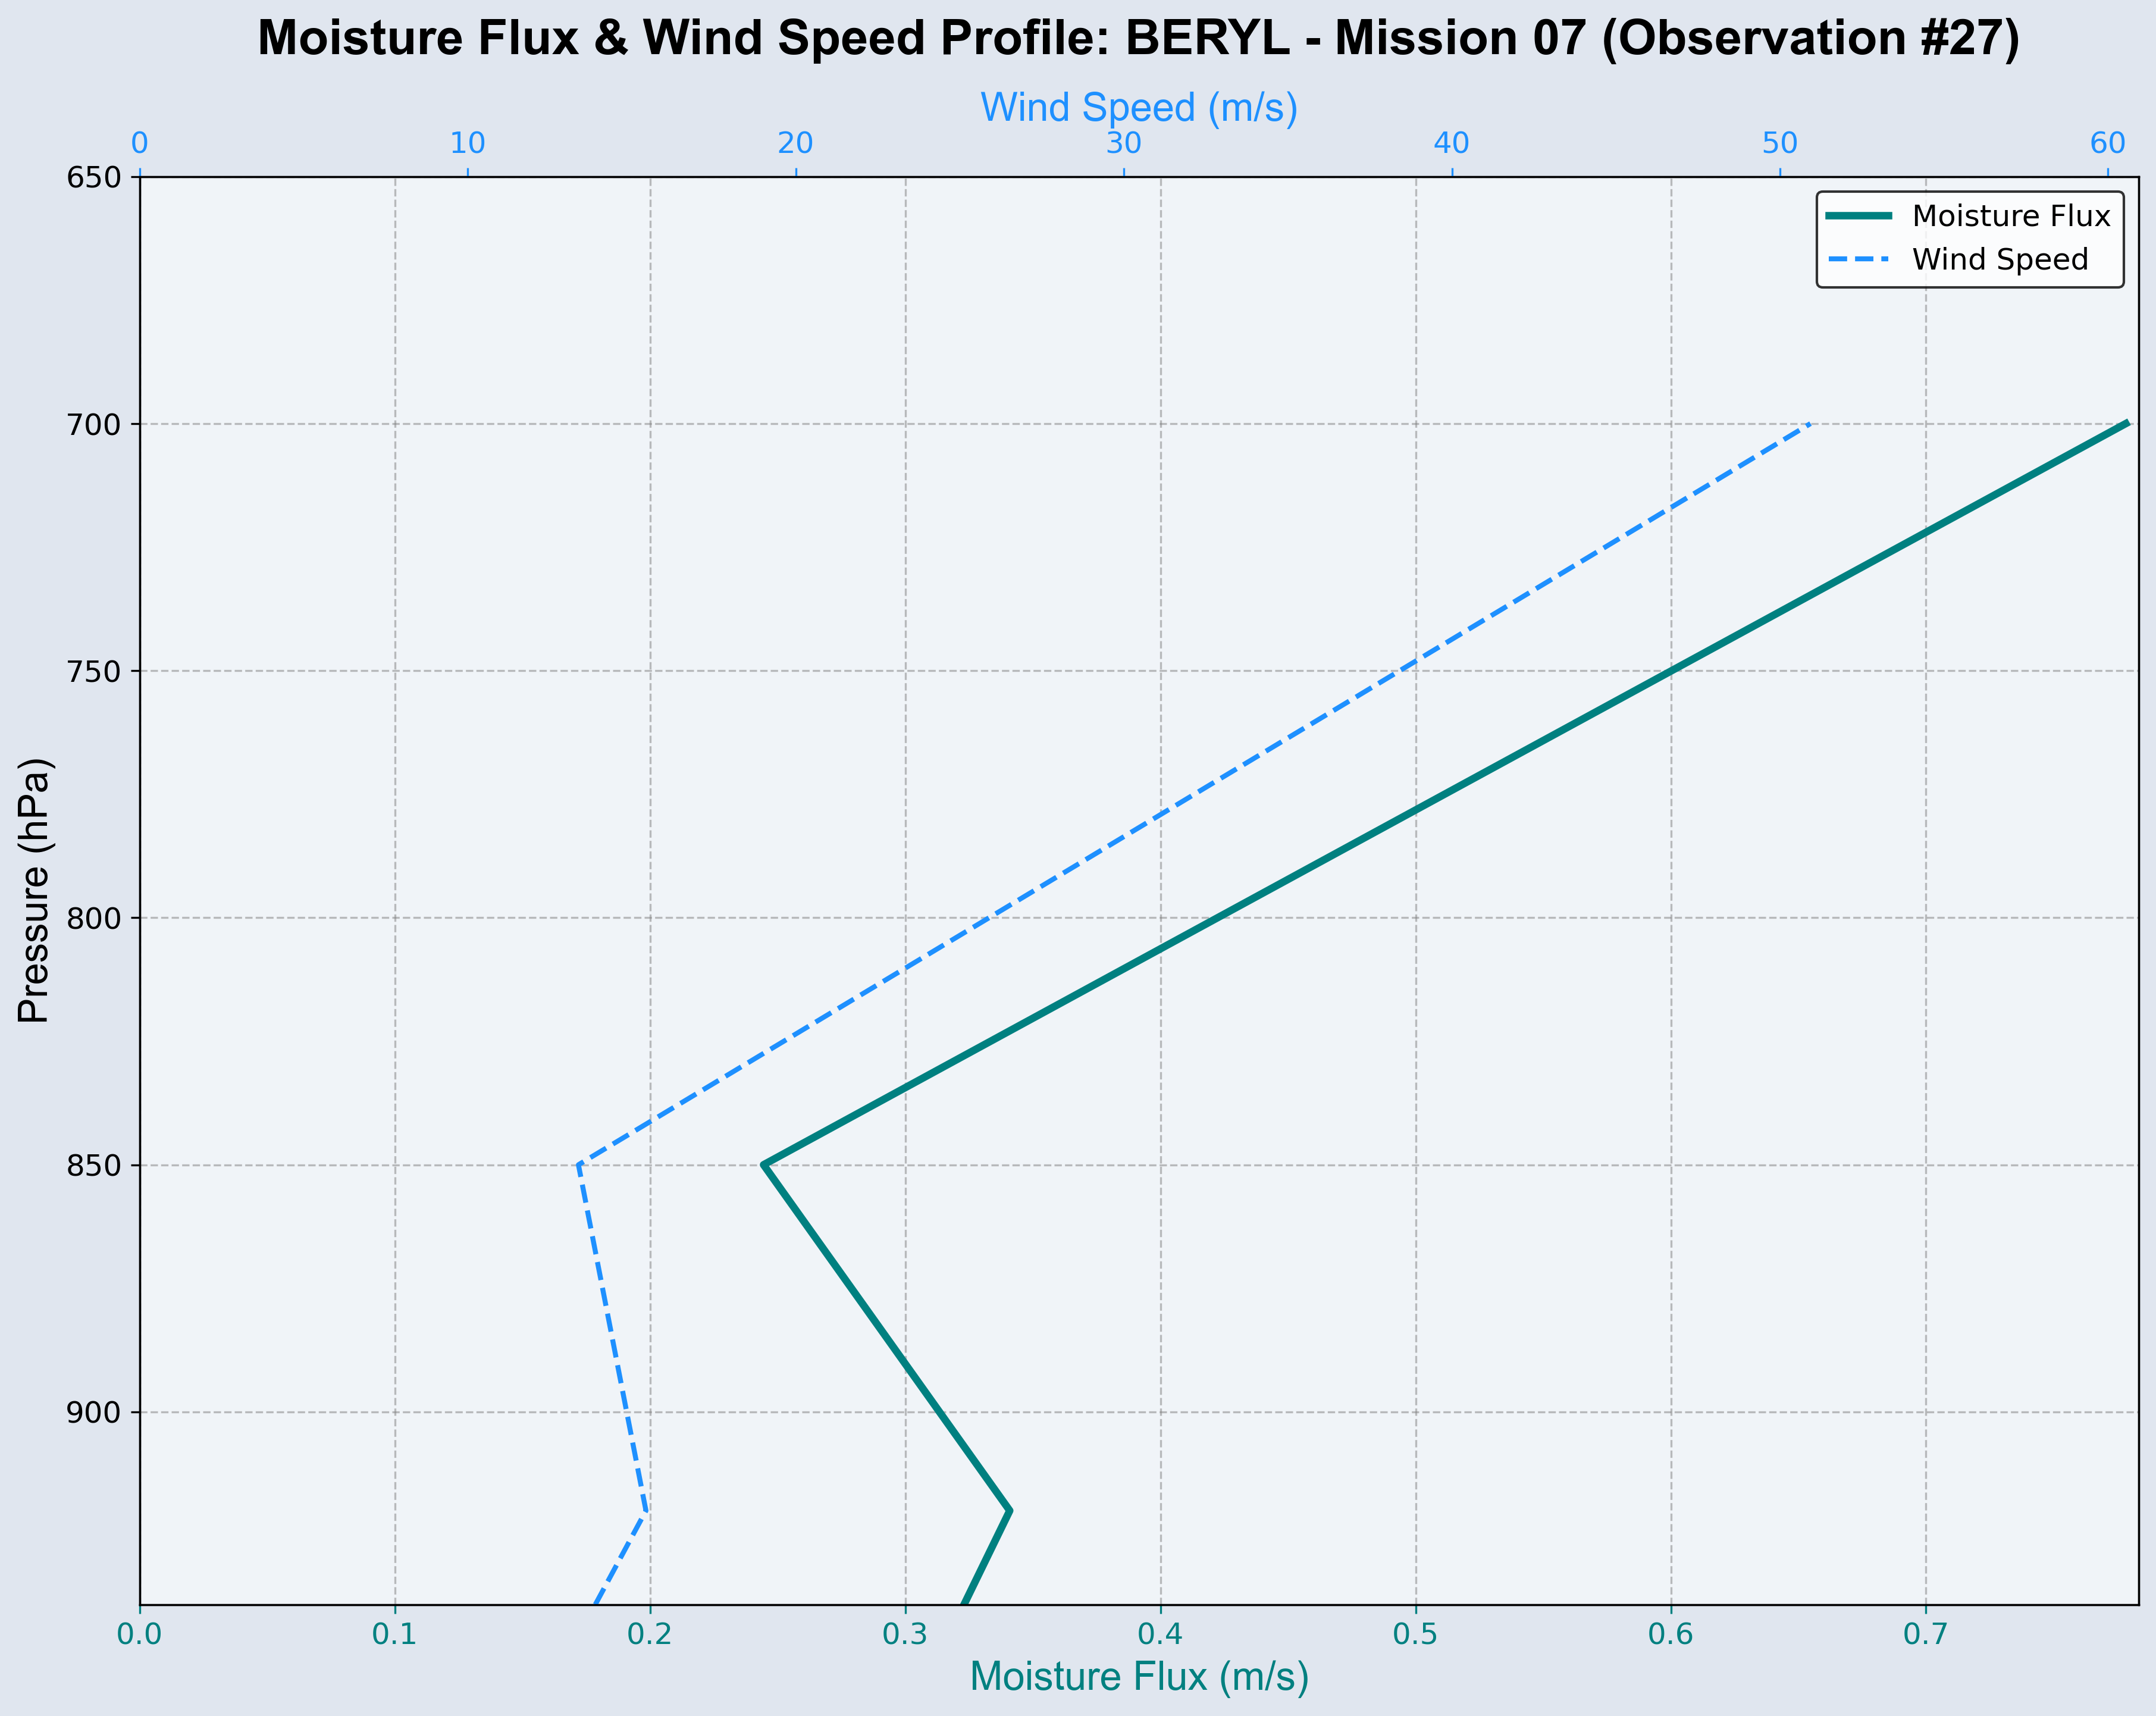 Moisture Flux & Wind Speed Profile: BERYL - Mission 07 (Observation #27)
Wind Speed (m/s)
0 10 20 30 40 50 60
650
Moisture Flux
Wind Speed
700
750
Pressure (hPa)
800
850
900
0.0 0.1 0.2 0.3 0.4 0.5 0.6 0.7
Moisture Flux (m/s)